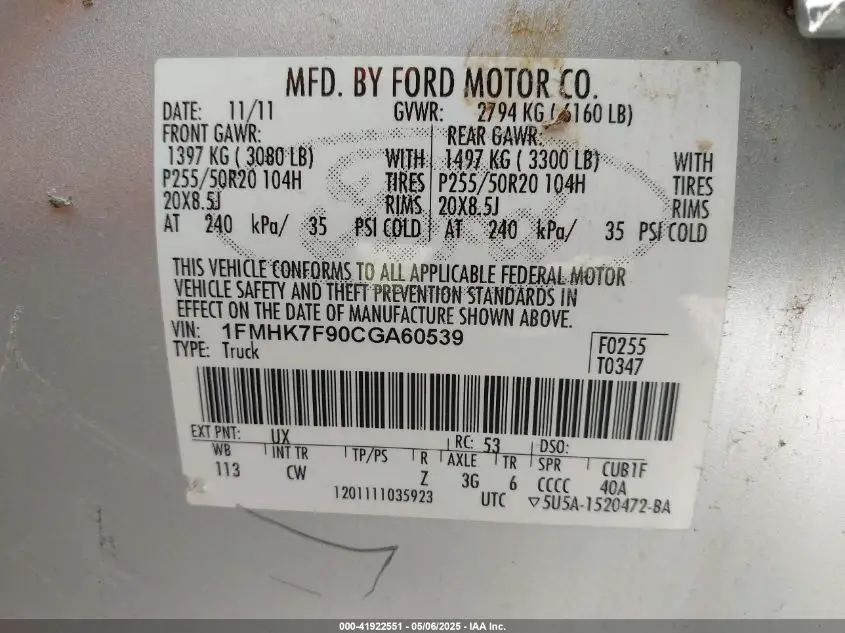 MFD. BY FORD MOTOR CO.
DATE: 11/11 GVWR: 2794 KG ( 6160 LB)
FRONT GAWR: REAR GAWR:
1397 KG ( 3080 LB) WITH 1497 KG ( 3300 LB) WITH
P255/50R20 104H TIRES P255/50R20 104H TIRES
20X8.5J RIMS 20X8.5J RIMS
AT 240 kPa/ 35 PSI COLD AT 240 kPa/ 35 PSI COLD
THIS VEHICLE CONFORMS TO ALL APPLICABLE FEDERAL MOTOR
VEHICLE SAFETY AND THEFT PREVENTION STANDARDS IN
EFFECT ON THE DATE OF MANUFACTURE SHOWN ABOVE.
VIN: 1FMHK7F90CGA60539
TYPE: Truck
F0255
T0347
EXT PNT: UX RC: 53 DSO:
WB INT TR TP/PS R AXLE TR SPR CUB1F
113 CW Z 3G 6 CCCC 40A
1201111035923 UTC ▽5U5A-1520472-BA
000-41922551 — 05/06/2025 — IAA Inc.